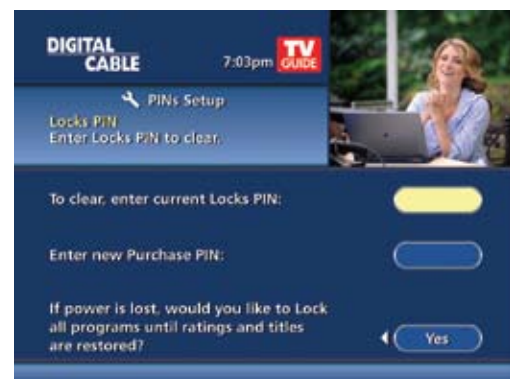 DIGITAL
CABLE
7:03pm
TV
GUIDE
PINs Setup
Locks PIN
Enter Locks PIN to clear.
To clear, enter current Locks PIN:
Enter new Purchase PIN:
If power is lost, would you like to Lock
all programs until ratings and titles
are restored?
Yes